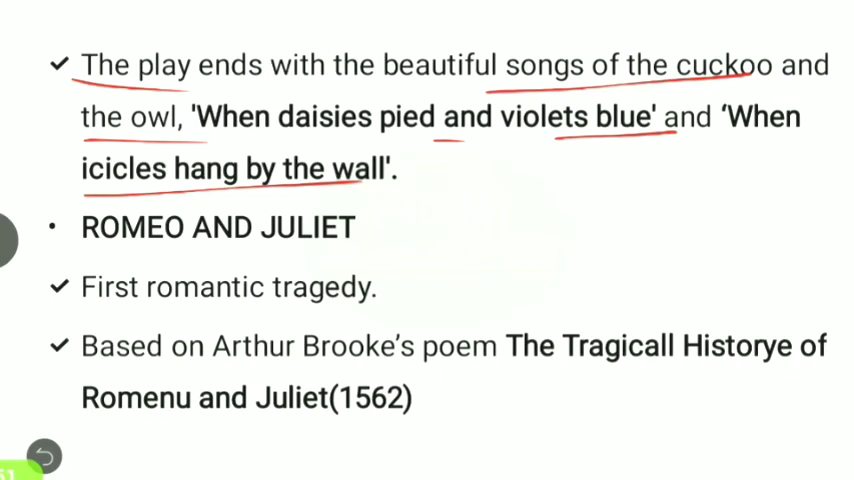 ✓ The play ends with the beautiful songs of the cuckoo and
the owl, 'When daisies pied and violets blue' and ‘When
icicles hang by the wall'.
• ROMEO AND JULIET
✓ First romantic tragedy.
✓ Based on Arthur Brooke’s poem The Tragicall Historye of
Romenu and Juliet(1562)
51